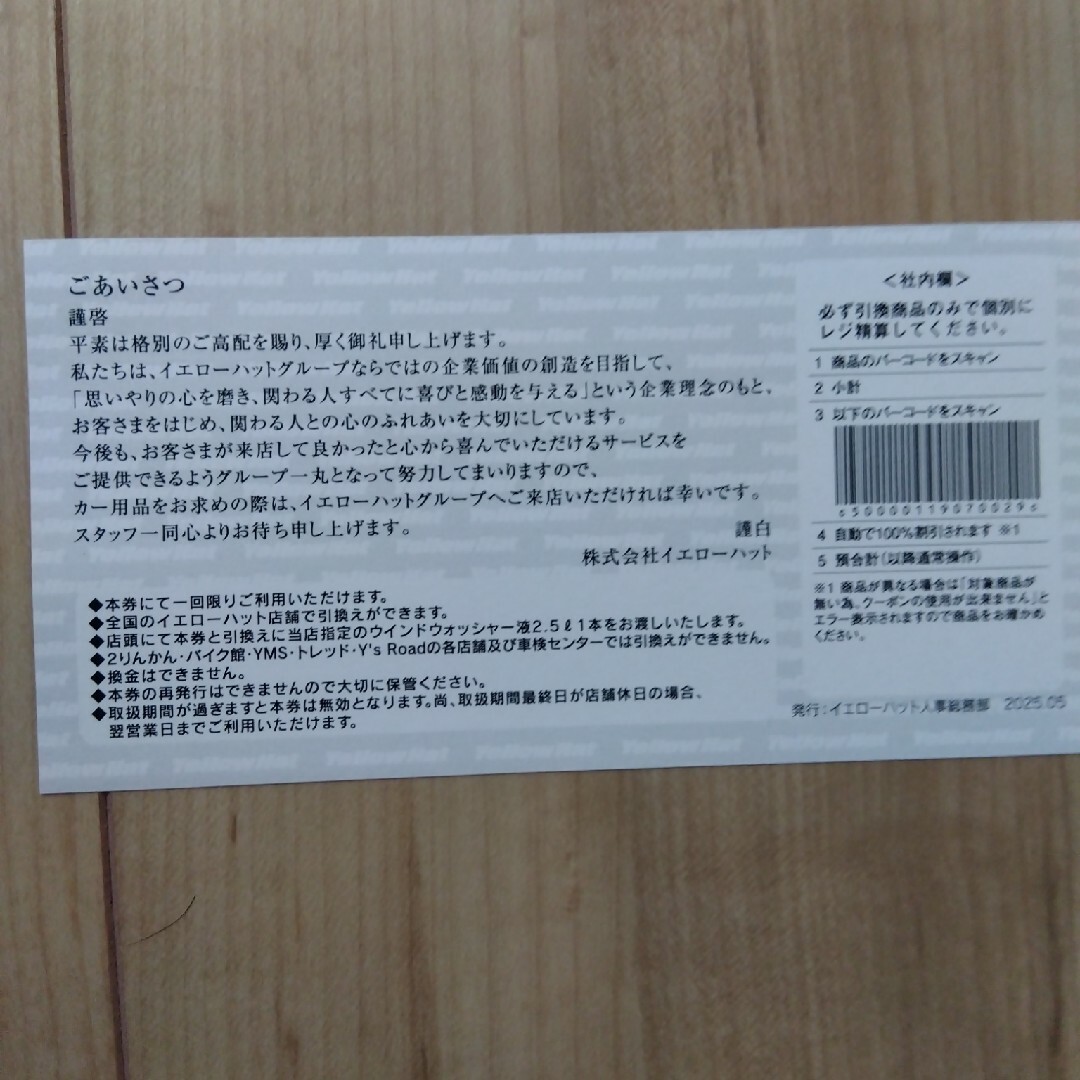 ごあいさつ
謹啓
平素は格別のご高配を賜り、厚く御礼申し上げます。
私たちは、イエローハットグループならではの企業価値の創造を目指して、
「思いやりの心を磨き、関わる人すべてに喜びと感動を与える」という企業理念のもと、
お客さまをはじめ、関わる人との心のふれあいを大切にしています。
今後も、お客さまが来店して良かったと心から喜んでいただけるサービスを
ご提供できるようグループ一丸となって努力してまいりますので、
カー用品をお求めの際は、イエローハットグループへご来店いただければ幸いです。
スタッフ一同心よりお待ち申し上げます。
謹白
株式会社イエローハット
◆本券にて一回限りご利用いただけます。
◆全国のイエローハット店舗で引換えができます。
◆店頭にて本券と引換えに当店指定のウインドウォッシャー液2.5ℓ1本をお渡しいたします。
◆2りんかん・バイク館・YMS・トレッド・Y's Roadの各店舗及び車検センターでは引換えができません。
◆換金はできません。
◆本券の再発行はできませんので大切に保管ください。
◆取扱期間が過ぎますと本券は無効となります。尚、取扱期間最終日が店舗休日の場合、
翌営業日までご利用いただけます。
＜社内欄＞
必ず引換商品のみで個別に
レジ精算してください。
1 商品のバーコードをスキャン
2 小計
3 以下のバーコードをスキャン
4 自動で100%割引されます ※1
5 預合計(以降通常操作)
※1 商品が異なる場合は「対象商品が
無い為、クーポンの使用が出来ません」と
エラー表示されますので商品をお確かめ
ください。
発行:イエローハット人事総務部 2025.05